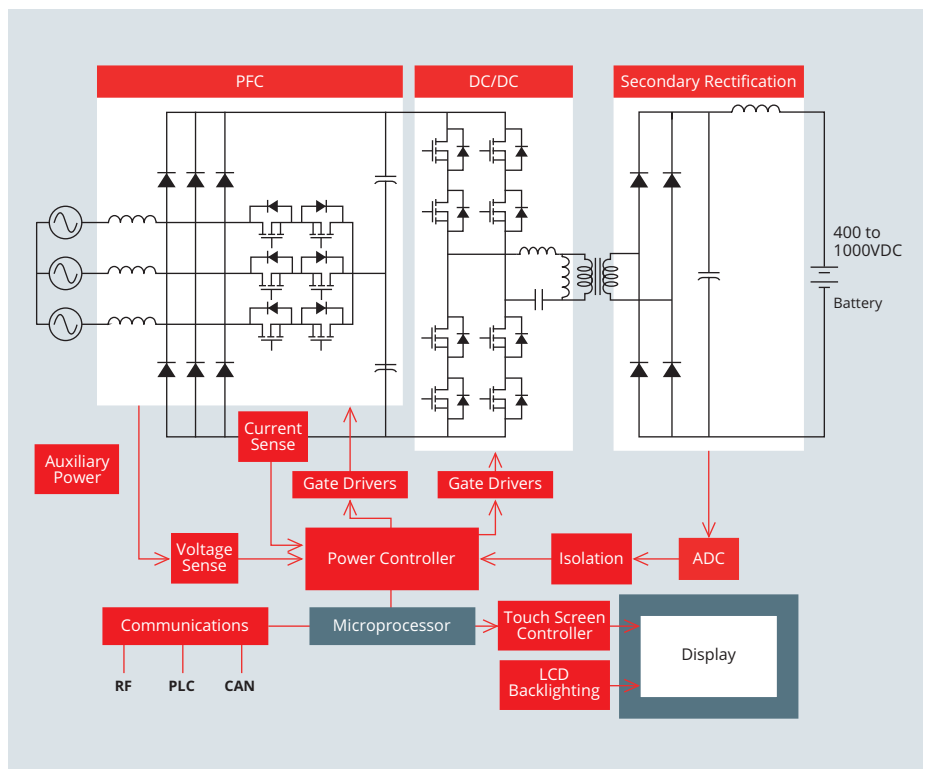 PFC
DC/DC
Secondary Rectification
400 to
1000VDC
Battery
Current
Sense
Auxiliary
Power
Gate Drivers
Gate Drivers
Voltage
Sense
Power Controller
Isolation
ADC
Communications
Microprocessor
Touch Screen
Controller
Display
LCD
Backlighting
RF
PLC
CAN